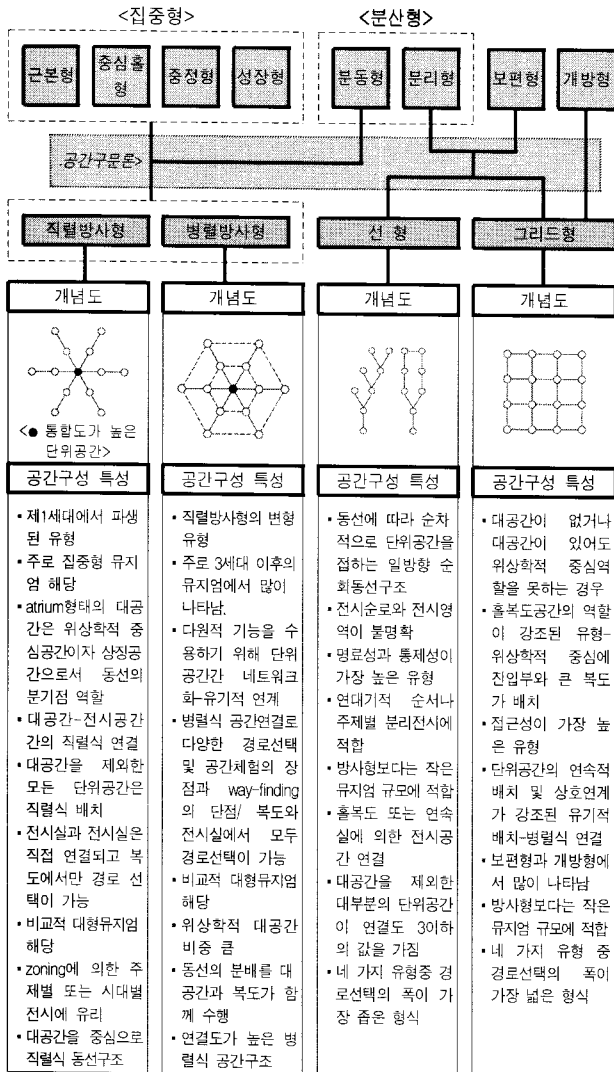 <집중형>
<분산형>
근본형
중심홀
형
중정형
성장형
분동형
분리형
보편형
개방형
공간구문론>
직렬방사형
병렬방사형
선 형
그리드형
개념도
개념도
개념도
개념도
<● 통합도가 높은
단위공간>
공간구성 특성
▪ 제1세대에서 파생
된 유형
▪ 주로 집중형 뮤지
엄 해당
▪ atrium형태의 대공
간은 위상학적 중
심공간이자 상징공
간으로서 동선의
분기점 역할
▪ 대공간-전시공간
간의 직렬식 연결
▪ 대공간을 제외한
모든 단위공간은
직렬식 배치
▪ 전시실과 전시실은
직접 연결되고 복
도에서만 경로 선
택이 가능
▪ 비교적 대형뮤지엄
해당
▪ zoning에 의한 주
제별 또는 시대별
전시에 유리
▪ 대공간을 중심으로
직렬식 동선구조
공간구성 특성
▪ 직렬방사형의 변형
유형
▪ 주로 3세대 이후의
뮤지엄에서 많이
나타남.
▪ 다원적 기능을 수
용하기 위해 단위
공간간 네트워크
화-유기적 연계
▪ 병렬식 공간연결로
다양한 경로선택
및 공간체험의 장
점과 way-finding
의 단점/ 복도와
전시실에서 모두
경로선택이 가능
▪ 비교적 대형뮤지엄
해당
▪ 위상학적 대공간
비중 큼
▪ 동선의 분배를 대
공간과 복도가 함
께 수행
▪ 연결도가 높은 병
렬식 공간구조
공간구성 특성
▪ 동선에 따라 순차
적으로 단위공간을
접하는 일방향 순
회동선구조
▪ 전시순로와 전시영
역이 불명확
▪ 명료성과 통제성이
가장 높은 유형
▪ 연대기적 순서나
주제별 분리전시에
적합
▪ 방사형보다는 작은
뮤지엄 규모에 적합
▪ 홀복도 또는 연속
실에 의한 전시공
간 연결
▪ 대공간을 제외한
대부분의 단위공간
이 연결도 3이하
의 값을 가짐
▪ 네 가지 유형중 경
로선택의 폭이 가
장 좁은 형식
공간구성 특성
▪ 대공간이 없거나
대공간이 있어도
위상학적 중심역
할을 못하는 경우
▪ 홀복도공간의 역할
이 강조된 유형-
위상학적 중심에
진입부와 큰 복도
가 배치
▪ 접근성이 가장 높
은 유형
▪ 단위공간의 연속적
배치 및 상호연계
가 강조된 유기적
배치-병렬식 연결
▪ 보편형과 개방형에
서 많이 나타남
▪ 방사형보다는 작은
뮤지엄 규모에 적합
▪ 네 가지 유형 중
경로선택의 폭이
가장 넓은 형식